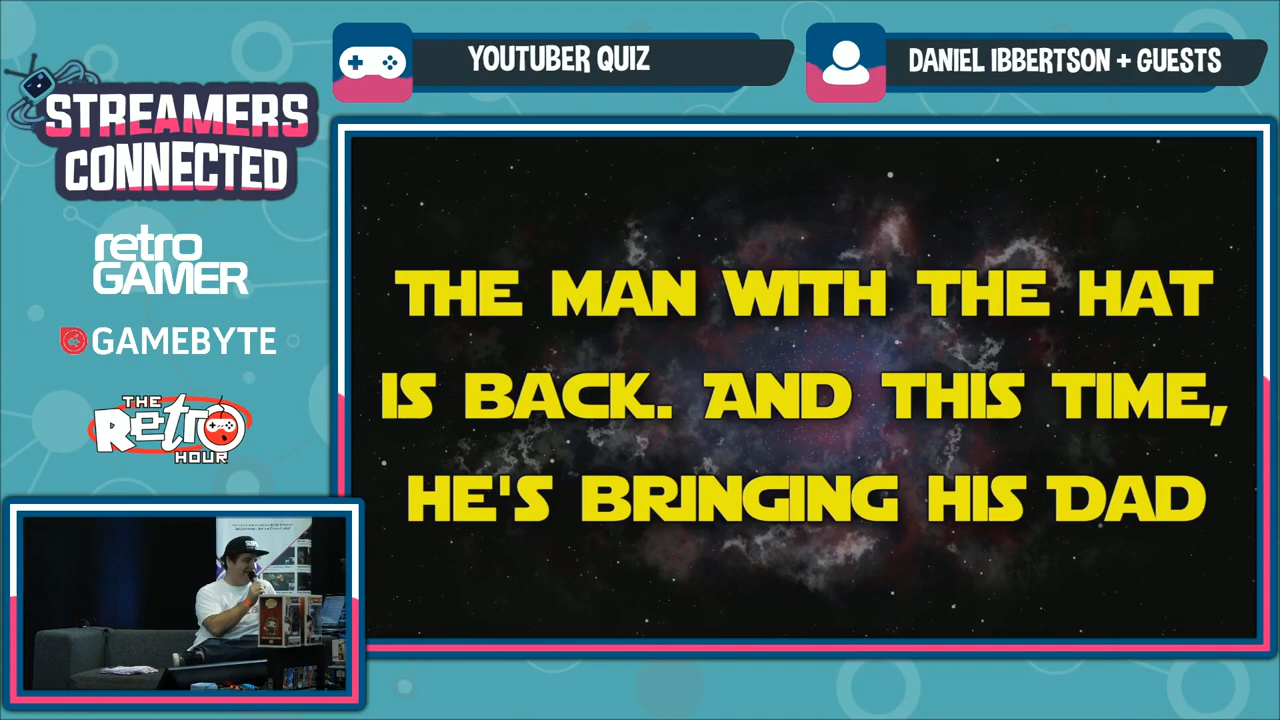 YOUTUBER QUIZ
DANIEL IBBERTSON + GUESTS
STREAMERS
CONNECTED
retro
GAMER
GAMEBYTE
THE
RETRO
HOUR
THE MAN WITH THE HAT
IS BACK. AND THIS TIME,
HE'S BRINGING HIS DAD